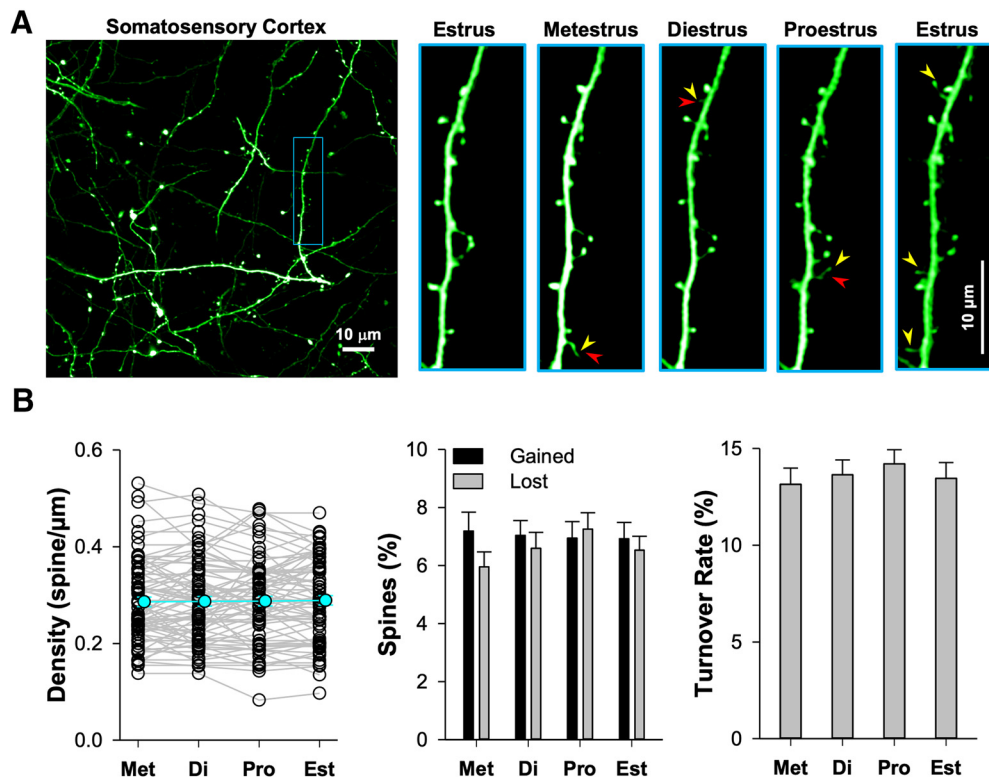 A
Somatosensory Cortex
Estrus
Metestrus
Diestrus
Proestrus
Estrus
10 µm
10 µm
B
Density (spine/µm)
0.6
0.4
0.2
0.0
Met Di Pro Est
Spines (%)
10
8
6
4
2
0
Gained
Lost
Met Di Pro Est
Turnover Rate (%)
15
10
5
0
Met Di Pro Est